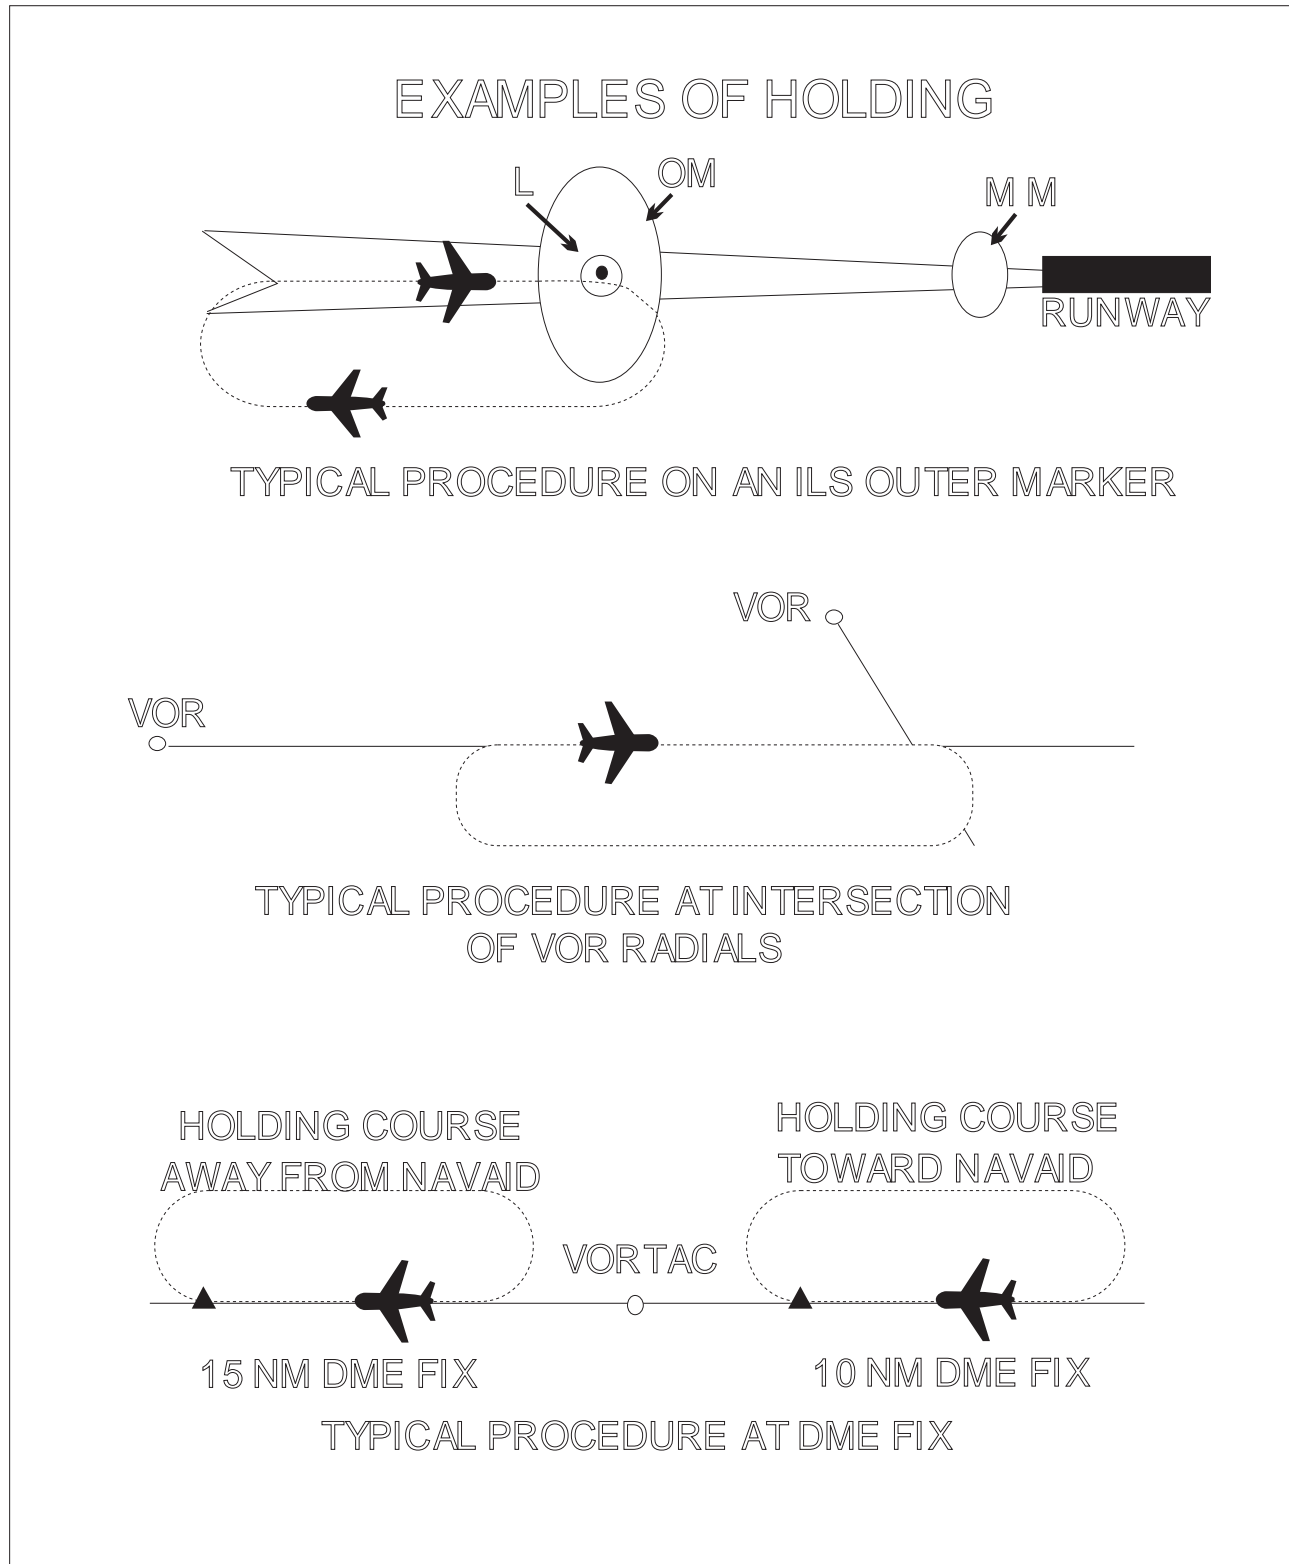 EXAMPLES OF HOLDING
L
OM
MM
RUNWAY
TYPICAL PROCEDURE ON AN ILS OUTER MARKER
VOR
VOR
TYPICAL PROCEDURE AT INTERSECTION
OF VOR RADIALS
HOLDING COURSE
AWAY FROM NAVAID
HOLDING COURSE
TOWARD NAVAID
VORTAC
15 NM DME FIX
10 NM DME FIX
TYPICAL PROCEDURE AT DME FIX